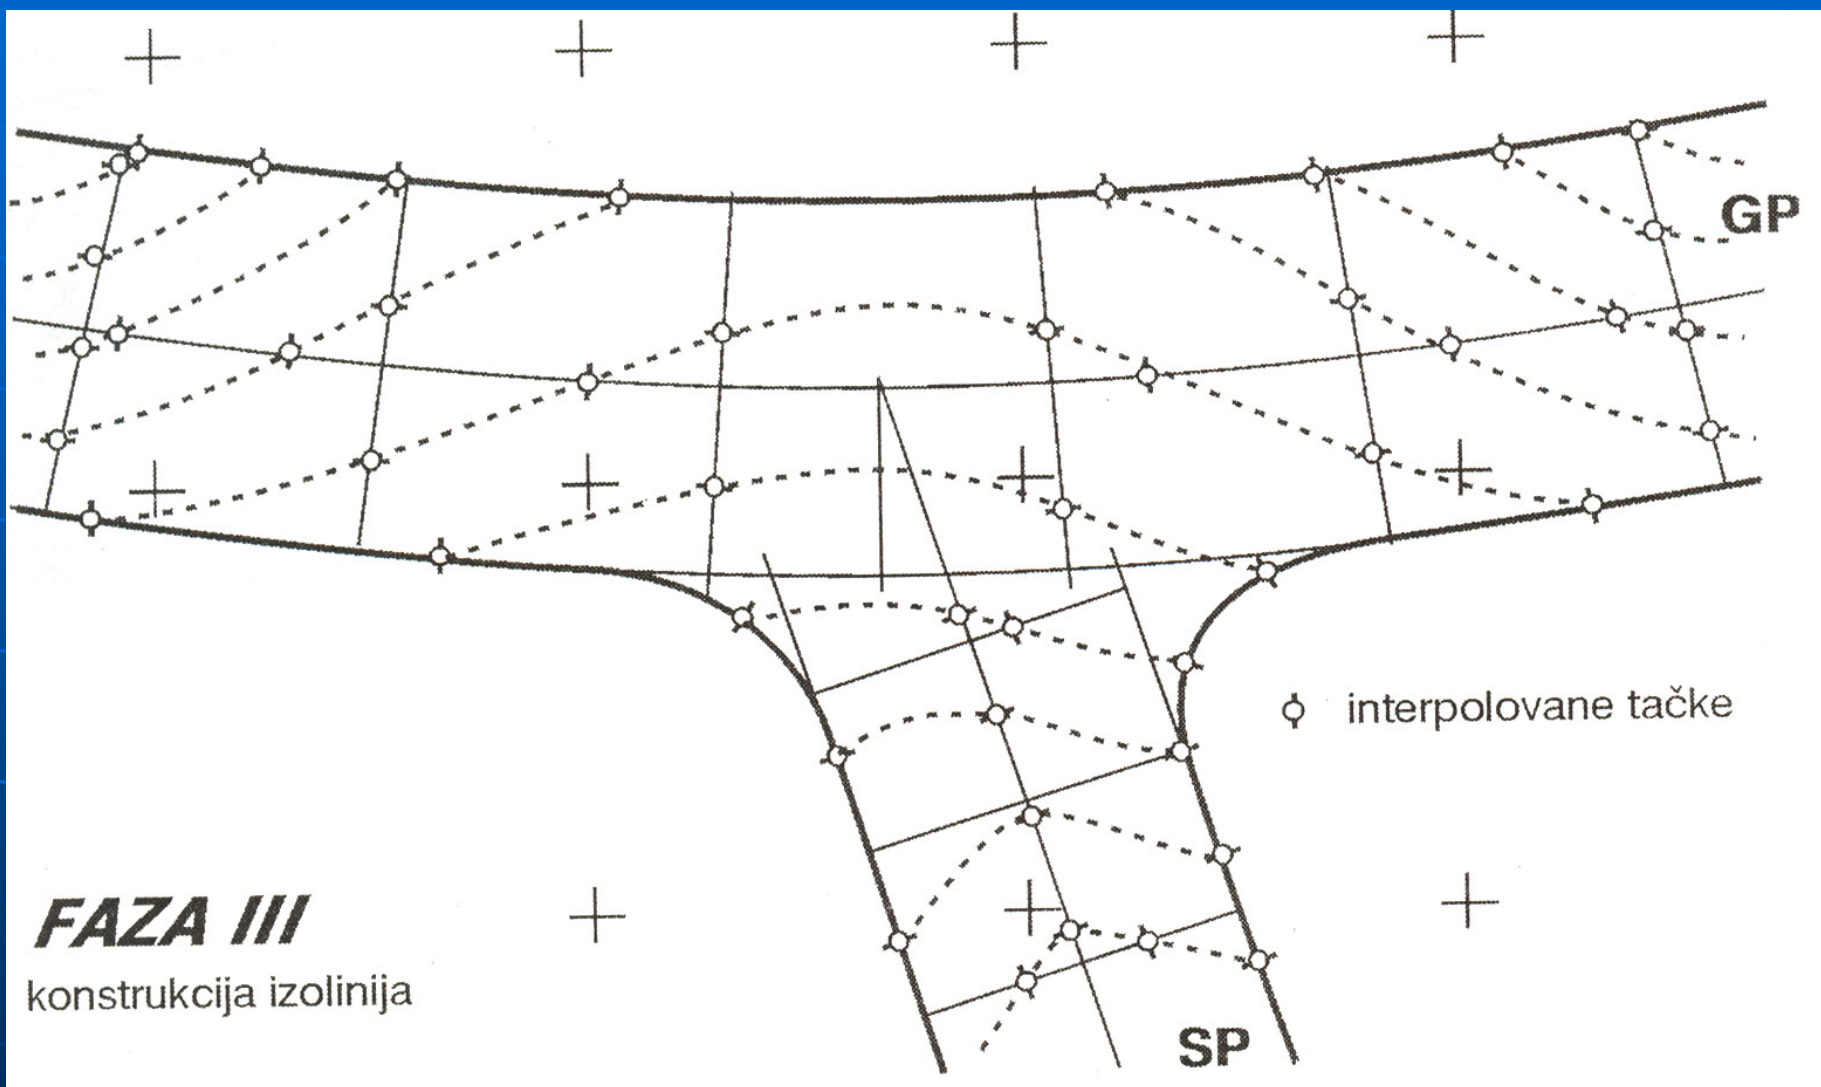 GP
interpolovane tačke
FAZA III
konstrukcija izolinija
SP